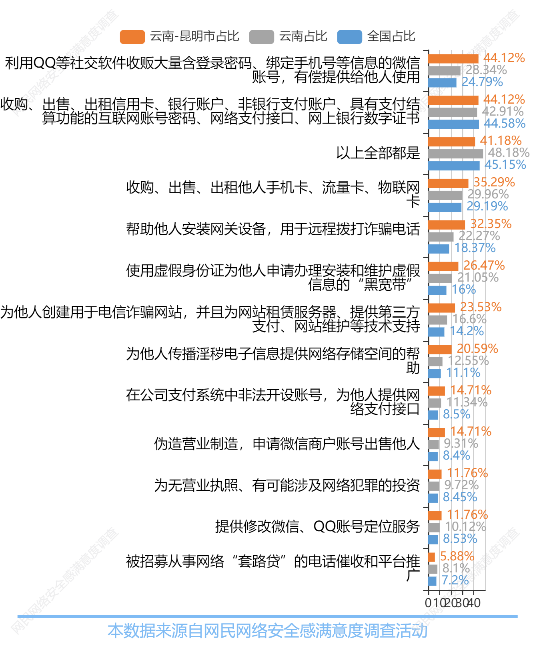 云南-昆明市占比 云南占比 全国占比
利用QQ等社交软件收贩大量含登录密码、绑定手机号等信息的微信
账号，有偿提供给他人使用
44.12%
28.34%
24.79%
收购、出售、出租信用卡、银行账户、非银行支付账户、具有支付结
算功能的互联网账号密码、网络支付接口、网上银行数字证书
44.12%
42.91%
44.58%
以上全部都是
41.18%
48.18%
45.15%
收购、出售、出租他人手机卡、流量卡、物联网
卡
35.29%
29.96%
29.19%
帮助他人安装网关设备，用于远程拨打诈骗电话
32.35%
22.27%
18.37%
使用虚假身份证为他人申请办理安装和维护虚假
信息的“黑宽带”
26.47%
21.05%
16%
为他人创建用于电信诈骗网站，并且为网站租赁服务器、提供第三方
支付、网站维护等技术支持
23.53%
16.6%
14.2%
为他人传播淫秽电子信息提供网络存储空间的帮
助
20.59%
12.55%
11.1%
在公司支付系统中非法开设账号，为他人提供网
络支付接口
14.71%
11.34%
8.5%
伪造营业制造，申请微信商户账号出售他人
14.71%
9.31%
8.4%
为无营业执照、有可能涉及网络犯罪的投资
11.76%
9.72%
8.45%
提供修改微信、QQ账号定位服务
11.76%
10.12%
8.53%
被招募从事网络“套路贷”的电话催收和平台推
广
5.88%
8.1%
7.2%
0 10 20 30 40
本数据来源自网民网络安全感满意度调查活动